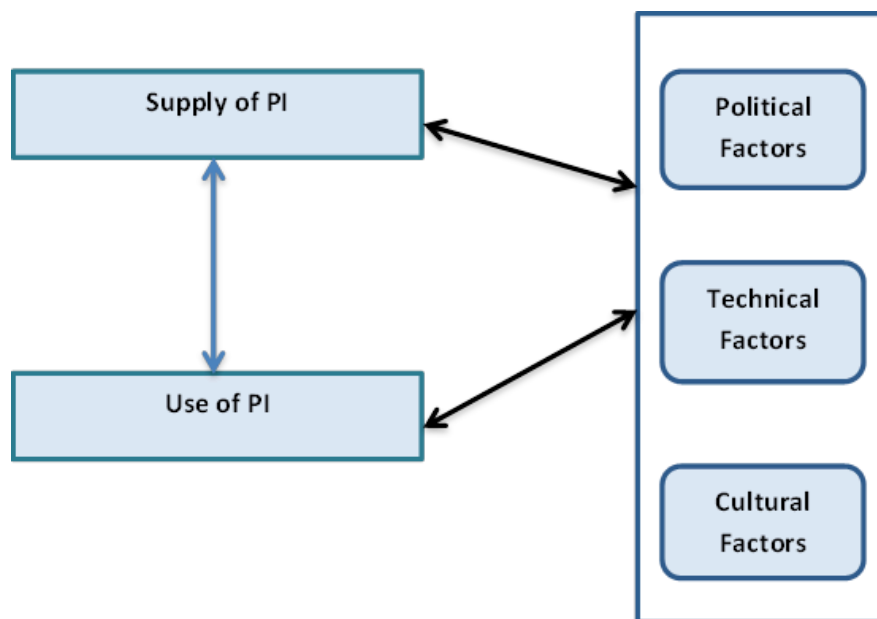 Supply of PI
Use of PI
Political
Factors
Technical
Factors
Cultural
Factors